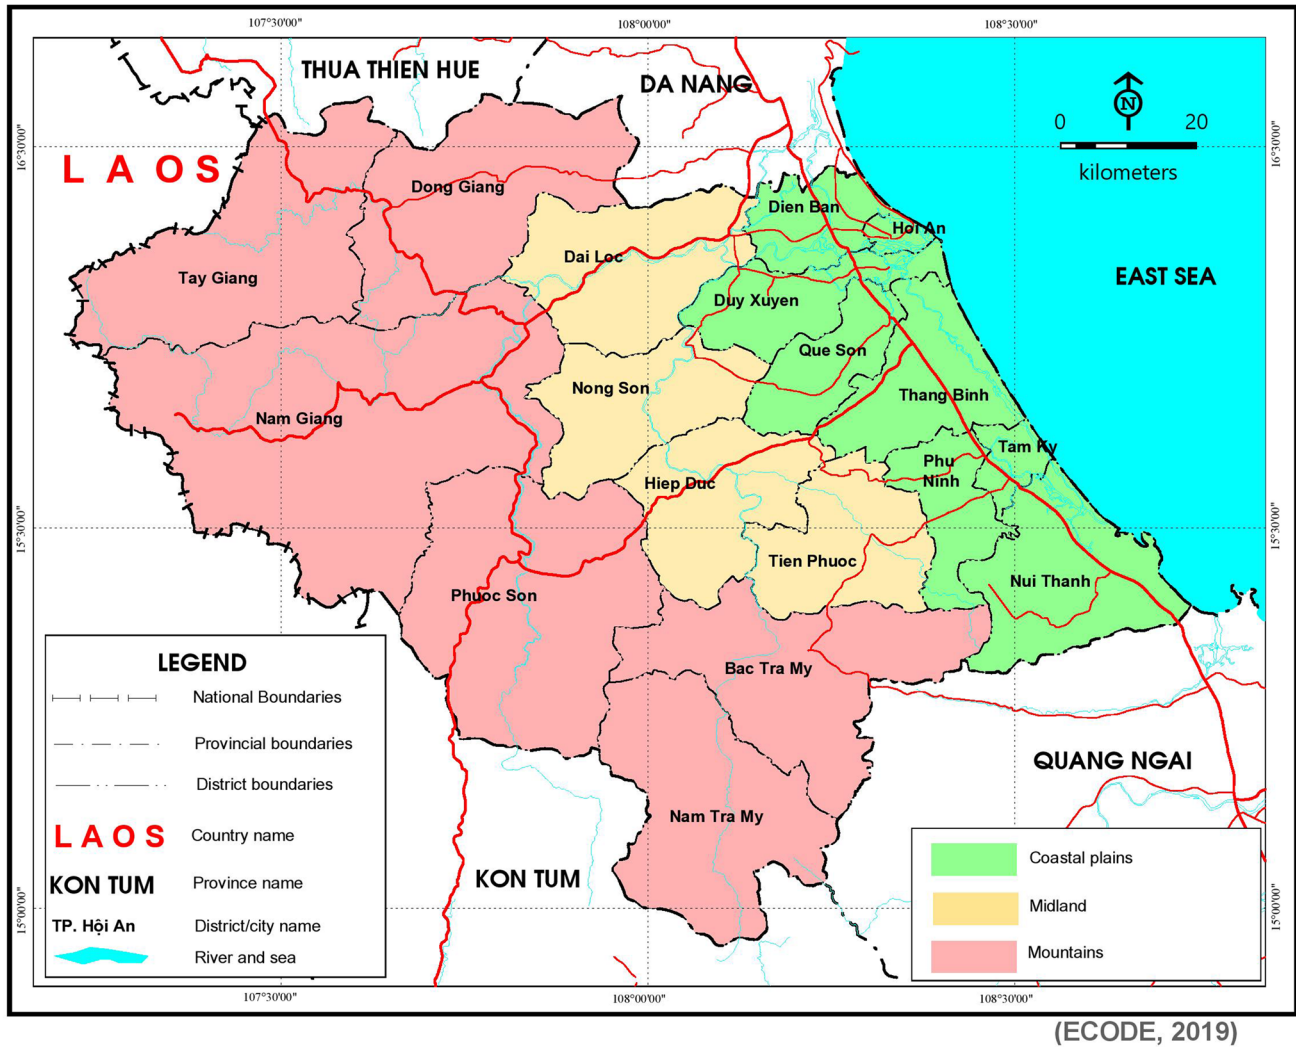 107°30'00"
108°00'00"
108°30'00"
THUA THIEN HUE
DA NANG
N
0 20
kilometers
16°30'00"
16°30'00"
LAOS
Dong Giang
Dien Ban
Hoi An
Dai Loc
Tay Giang
EAST SEA
Duy Xuyen
Que Son
Nong Son
Thang Binh
Nam Giang
Tam Ky
Phu
Ninh
Hiep Duc
15°30'00"
15°30'00"
Tien Phuoc
Nui Thanh
Phuoc Son
Bac Tra My
QUANG NGAI
Nam Tra My
KON TUM
15°00'00"
15°00'00"
LEGEND
National Boundaries
Provincial boundaries
District boundaries
LAOS Country name
KON TUM Province name
TP. Hội An District/city name
River and sea
Coastal plains
Midland
Mountains
107°30'00"
108°00'00"
108°30'00"
(ECODE, 2019)